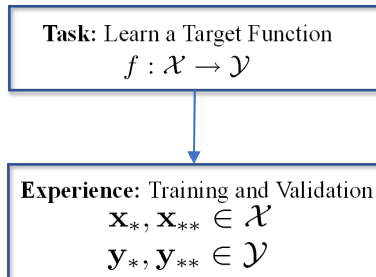 Task: Learn a Target Function
f : 𝒳 → 𝒴
Experience: Training and Validation
x*, x** ∈ 𝒳
y*, y** ∈ 𝒴